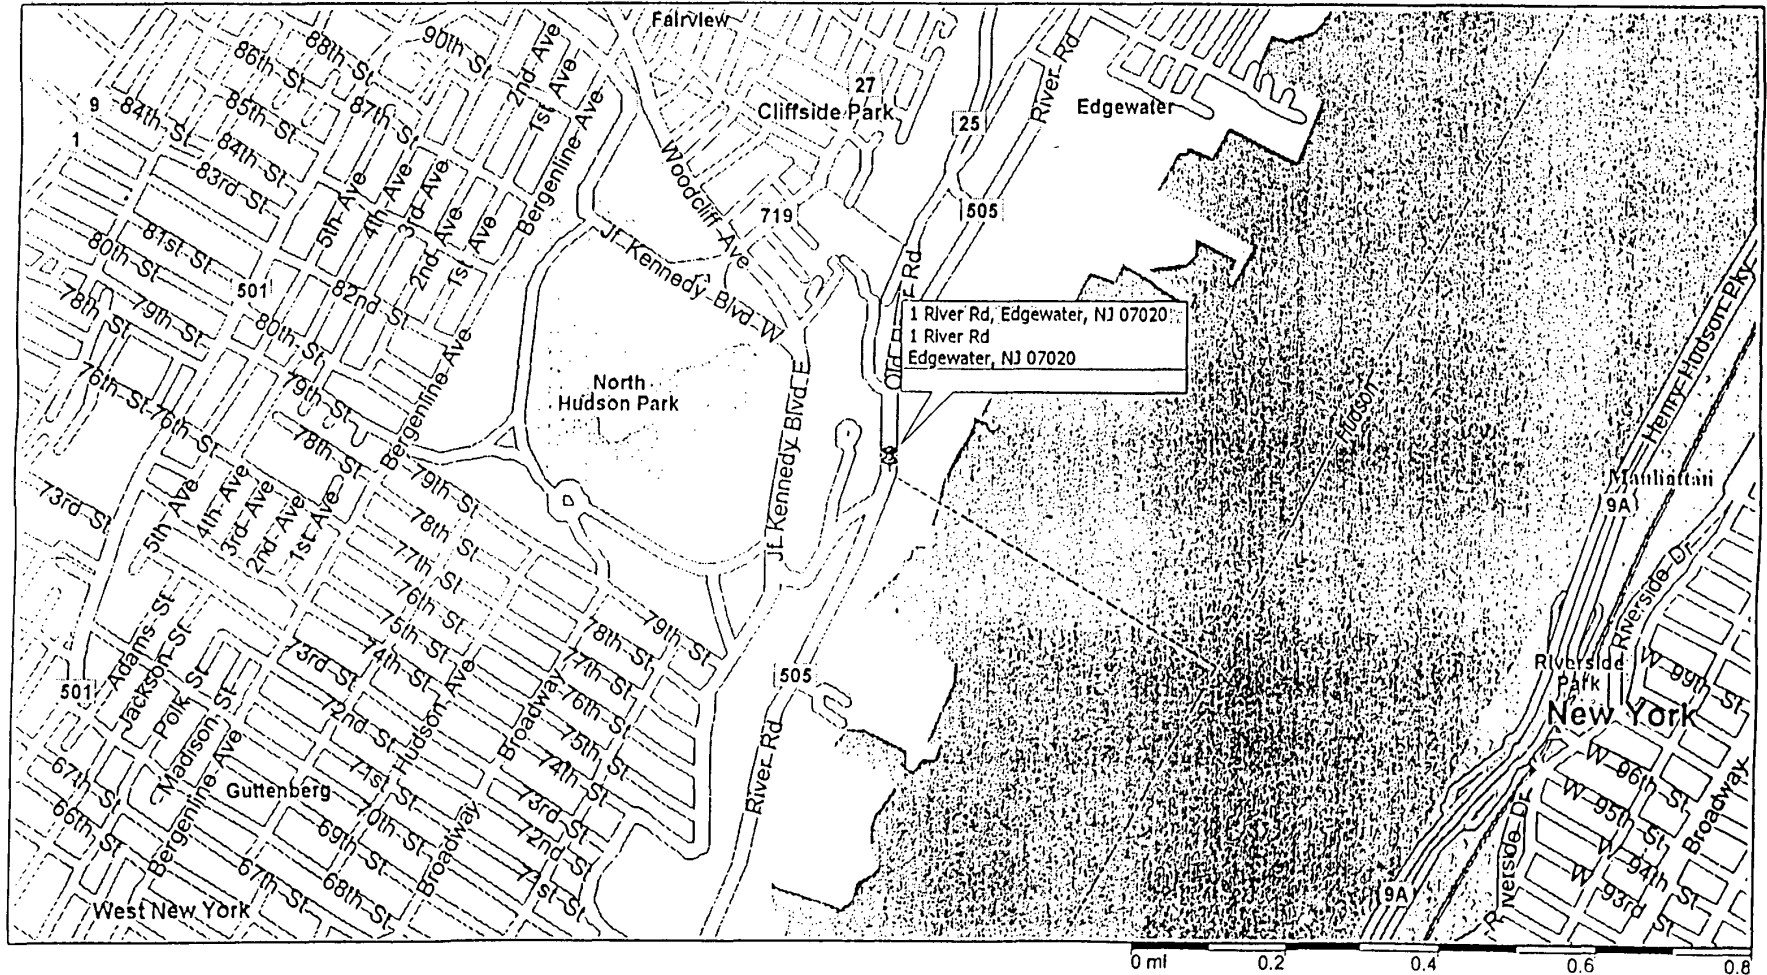 Fairview
90th St
88th St
86th St
2nd Ave
1st Ave
River Rd
27
Cliffside Park
Edgewater
9
84th St
85th St
87th St
Bergenline Ave
25
1
84th St
83rd St
Woodcliff Ave
5th Ave
4th Ave
3rd Ave
2nd Ave
1st Ave
719
505
81st St
80th St
Jf Kennedy Blvd W
501
82nd St
78th St
79th St
80th St
Henry Hudson Pky
1 River Rd, Edgewater, NJ 07020
1 River Rd
Edgewater, NJ 07020
Old
Rd
76th St
76th St
79th St
Bergenline Ave
North
Hudson Park
Jf Kennedy Blvd E
Hudson
78th St
79th St
73rd St
5th Ave
4th Ave
3rd Ave
2nd Ave
1st Ave
78th St
77th St
76th St
75th St
Manhattan
9A
Riverside Dr
Adams St
Jackson St
Polk St
Madison St
73rd St
74th St
Hudson Ave
Broadway
79th St
78th St
77th St
76th St
75th St
74th St
73rd St
72nd St
71st St
501
505
Riverside
Park
W 99th St
New York
72nd St
71st St
70th St
69th St
68th St
67th St
River Rd
67th St
66th St
Bergenline Ave
Guttenberg
Broadway
W 96th St
W 95th St
W 94th St
W 93rd St
Broadway
Riverside Dr
9A
West New York
0 mi
0.2
0.4
0.6
0.8